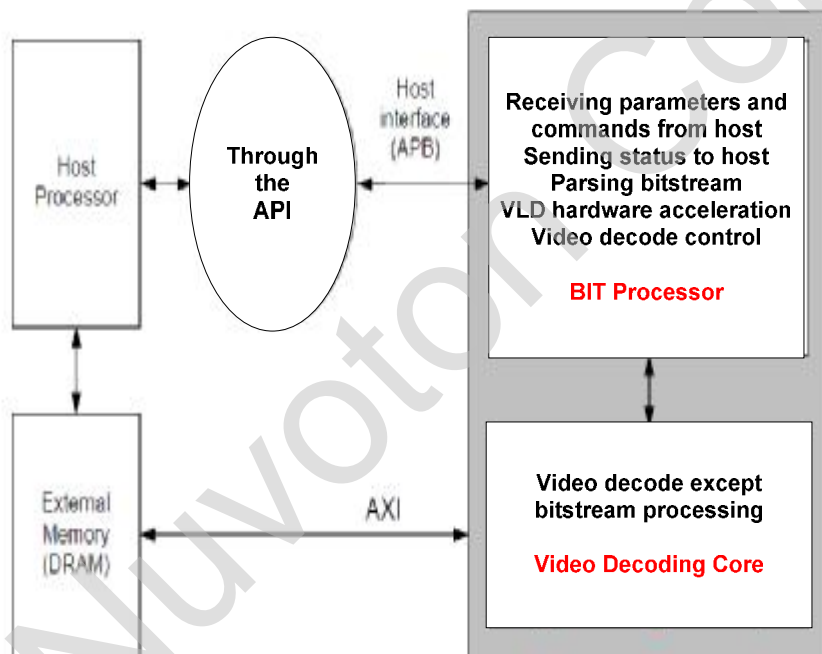 Host
Processor
Through
the
API
Host
interface
(APB)
Receiving parameters and
commands from host
Sending status to host
Parsing bitstream
VLD hardware acceleration
Video decode control
BIT Processor
External
Memory
(DRAM)
AXI
Video decode except
bitstream processing
Video Decoding Core
Nuvoton Co